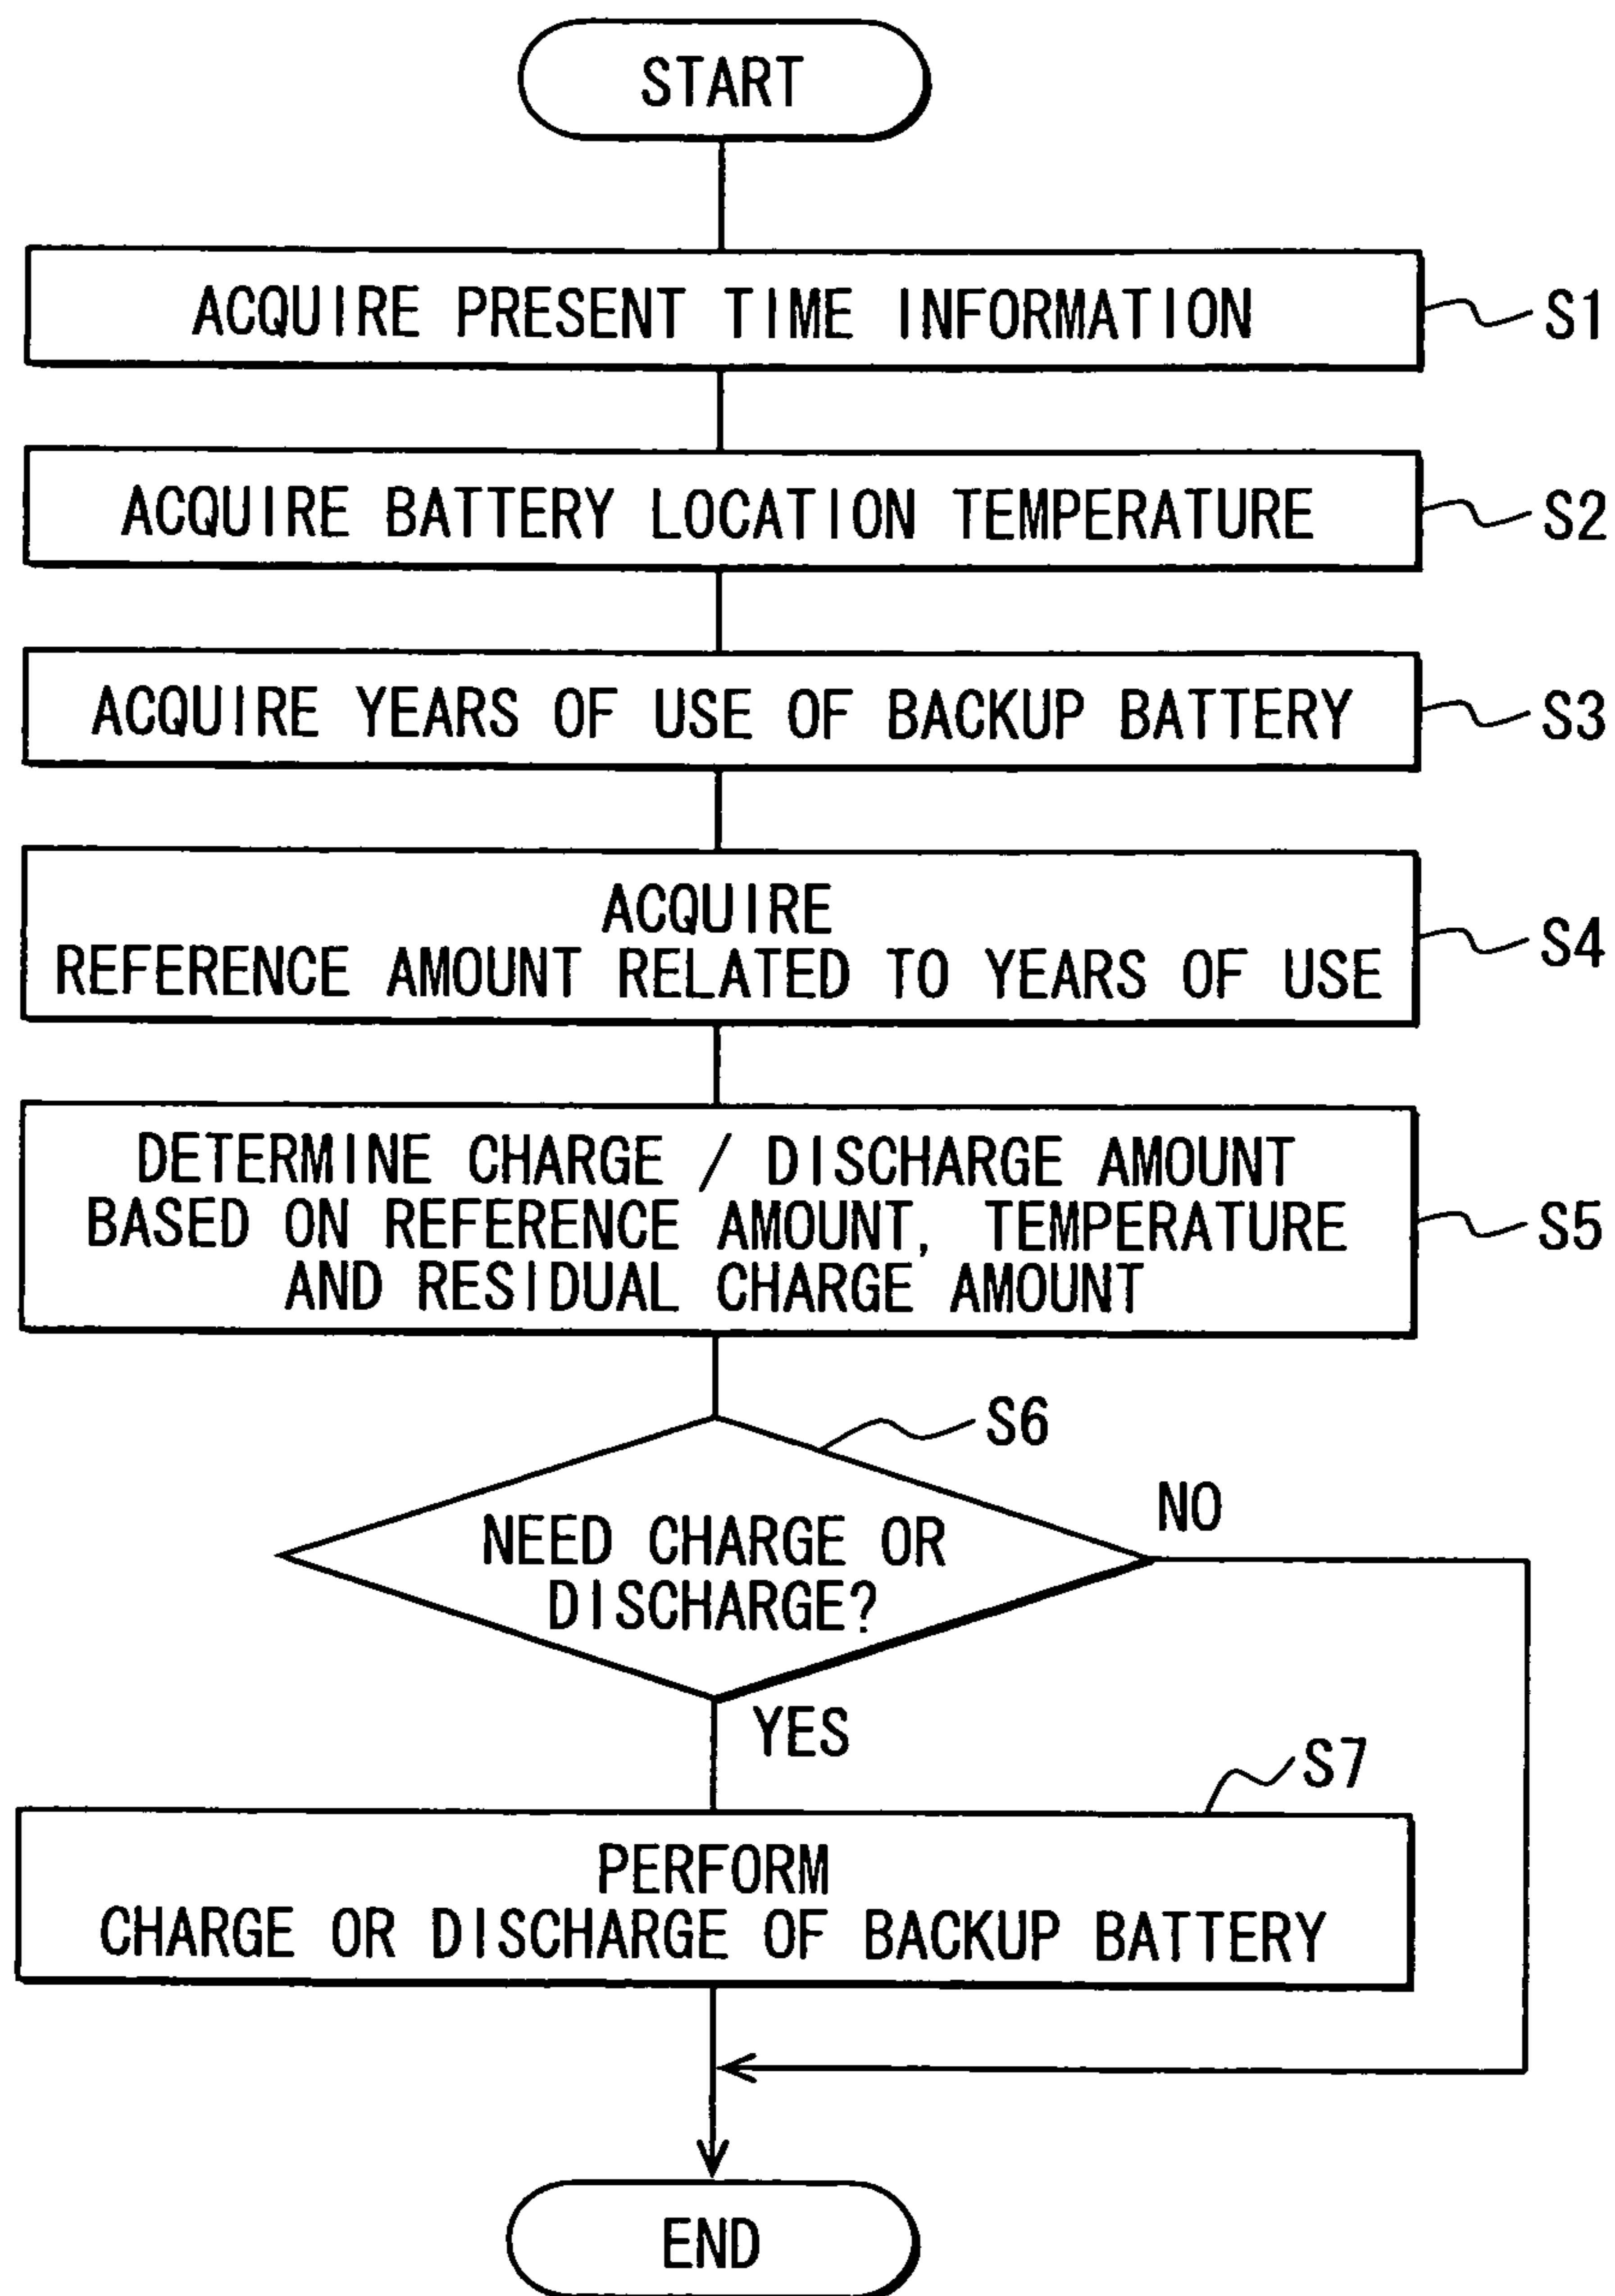 START
ACQUIRE PRESENT TIME INFORMATION
S1
ACQUIRE BATTERY LOCATION TEMPERATURE
S2
ACQUIRE YEARS OF USE OF BACKUP BATTERY
S3
ACQUIRE
REFERENCE AMOUNT RELATED TO YEARS OF USE
S4
DETERMINE CHARGE / DISCHARGE AMOUNT
BASED ON REFERENCE AMOUNT, TEMPERATURE
AND RESIDUAL CHARGE AMOUNT
S5
S6
NEED CHARGE OR
DISCHARGE?
NO
YES
S7
PERFORM
CHARGE OR DISCHARGE OF BACKUP BATTERY
END